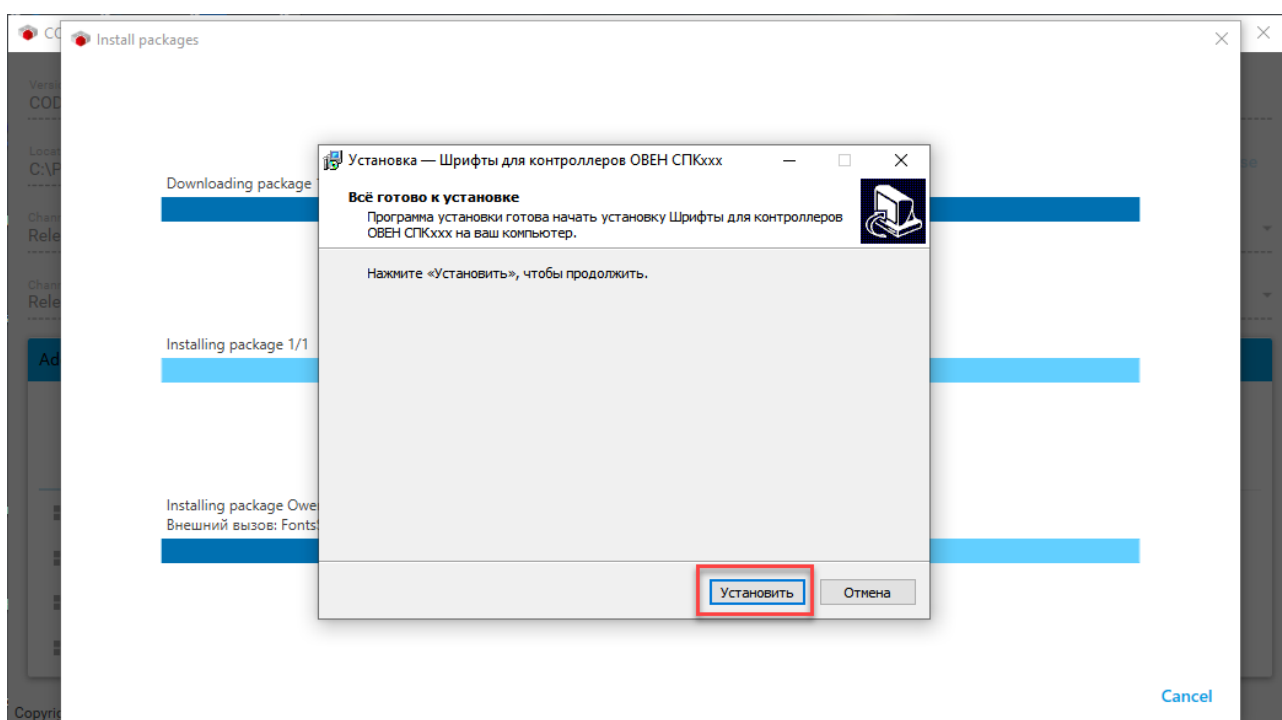 Install packages
Downloading package
Установка — Шрифты для контроллеров ОВЕН СПКxxx
Всё готово к установке
Программа установки готова начать установку Шрифты для контроллеров
ОВЕН СПКxxx на ваш компьютер.
Нажмите «Установить», чтобы продолжить.
Installing package 1/1
Installing package
Внешний вызов:
Установить
Отмена
Cancel